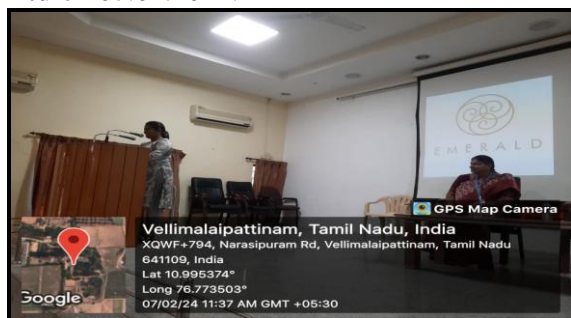 EMERALD
GPS Map Camera
Vellimalaipattinam, Tamil Nadu, India
XQWF+794, Narasipuram Rd, Vellimalaipattinam, Tamil Nadu
641109, India
Lat 10.995374°
Long 76.773503°
07/02/24 11:37 AM GMT +05:30
Google